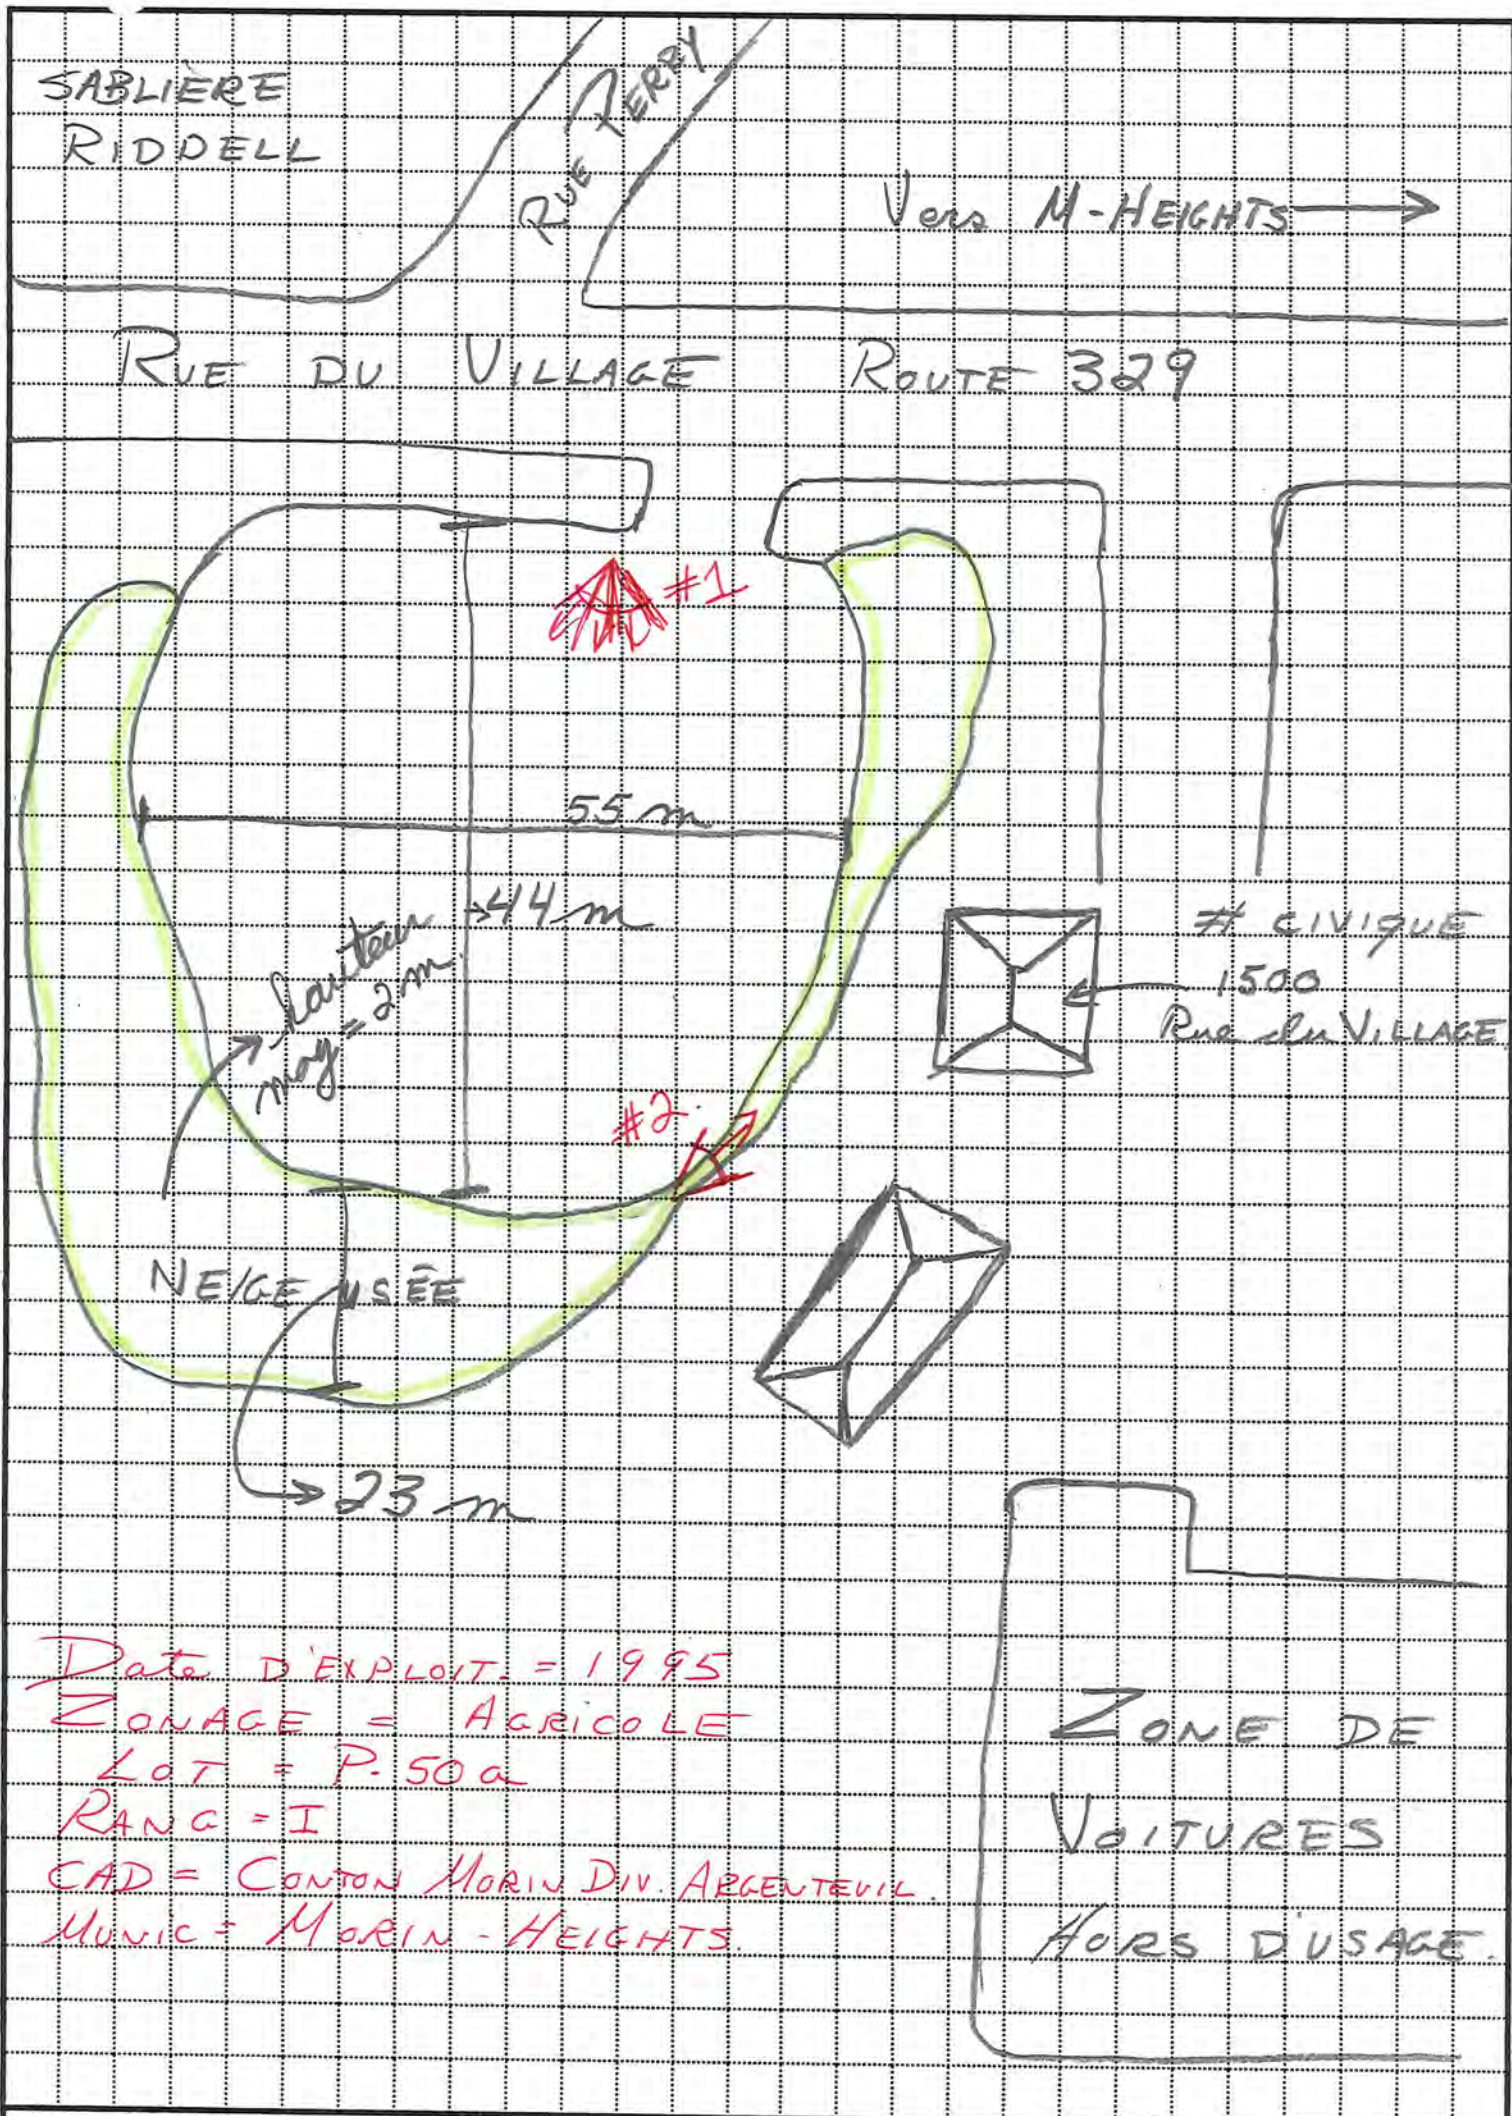 SABLIÈRE
RIDDELL
RUE PERRY
Vers M-HEIGHTS
RUE DU VILLAGE ROUTE 329
#1
55 m
44 m
hauteur
moy = 2 m.
# CIVIQUE
1500
Rue du VILLAGE
#2.
NEIGE USÉE
23 m
Date D'EXPLOIT. = 1995
ZONAGE = AGRICOLE
LOT = P. 50 a
RANG = I
CAD = CONTON MORIN DIV. ARGENTEUIL.
MUNIC = MORIN - HEIGHTS.
ZONE DE
VOITURES
HORS D'USAGE.